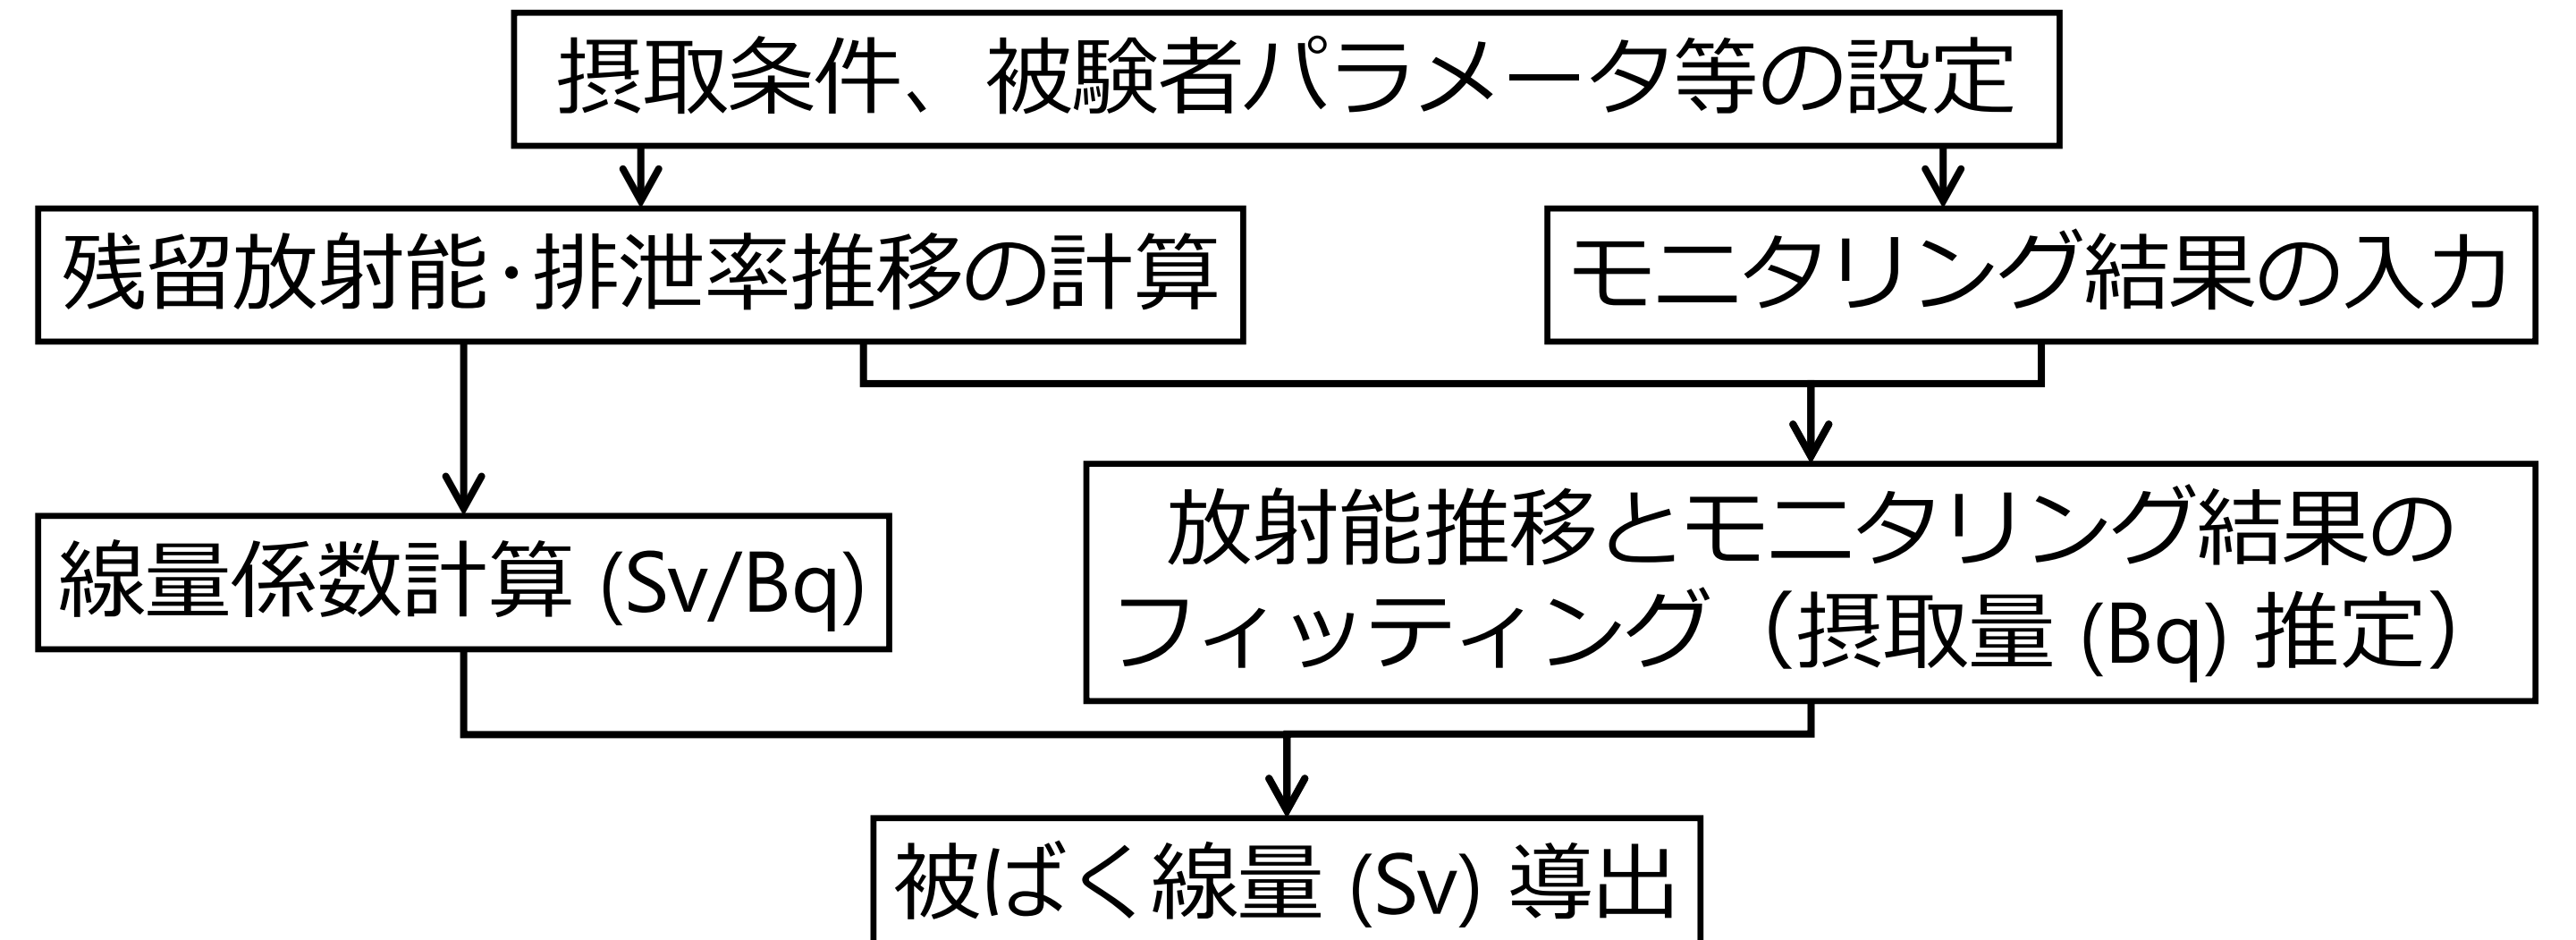 摂取条件、被験者パラメータ等の設定
残留放射能・排泄率推移の計算
モニタリング結果の入力
線量係数計算 (Sv/Bq)
放射能推移とモニタリング結果の
フィッティング（摂取量 (Bq) 推定）
被ばく線量 (Sv) 導出